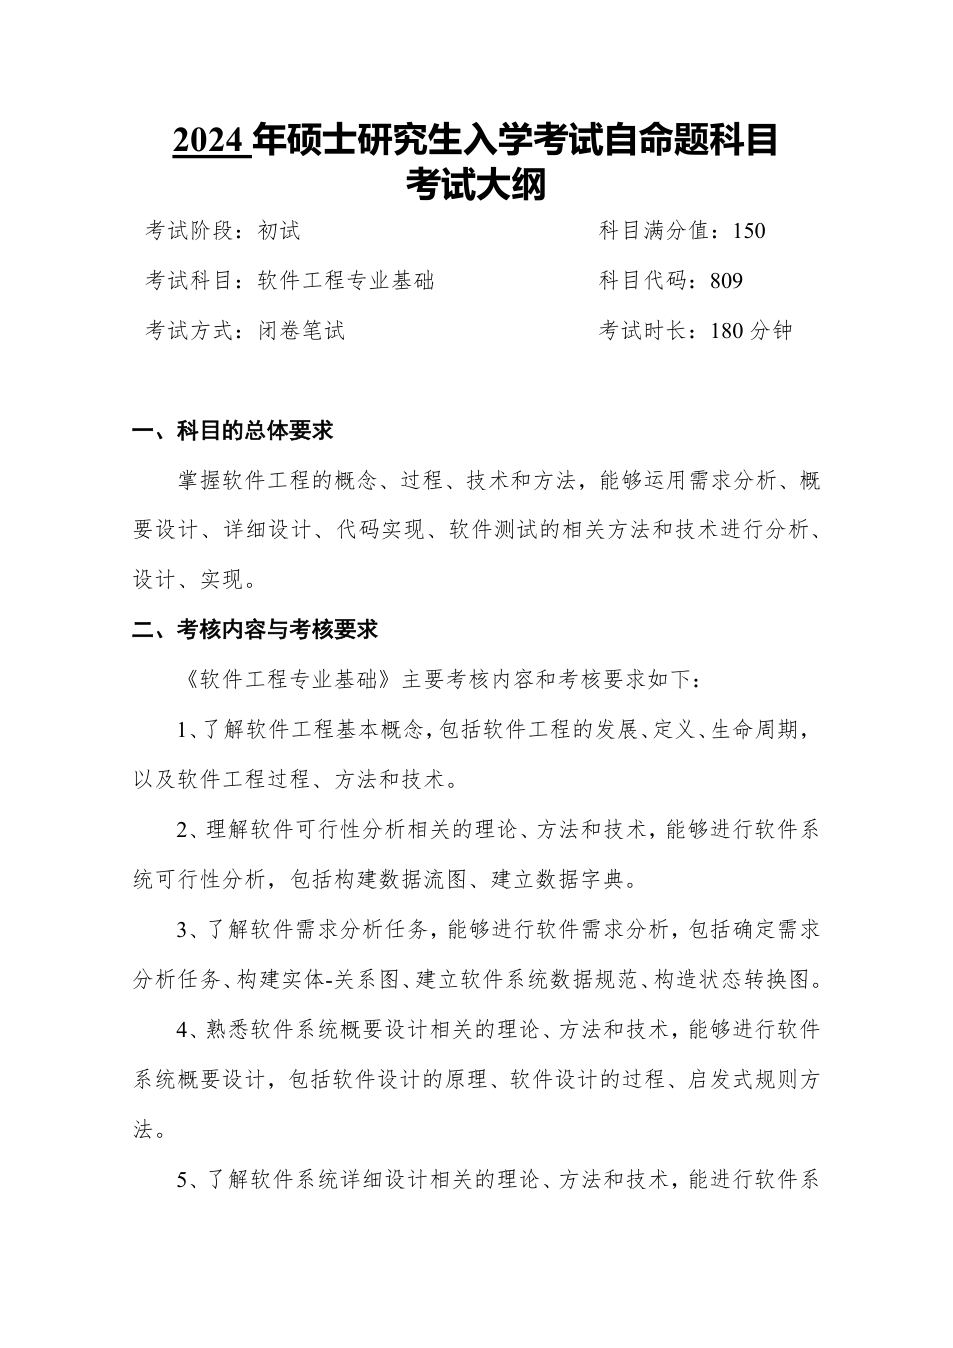 2024 年硕士研究生入学考试自命题科目
考试大纲
考试阶段：初试 科目满分值：150
考试科目：软件工程专业基础 科目代码：809
考试方式：闭卷笔试 考试时长：180 分钟
一、科目的总体要求
掌握软件工程的概念、过程、技术和方法，能够运用需求分析、概
要设计、详细设计、代码实现、软件测试的相关方法和技术进行分析、
设计、实现。
二、考核内容与考核要求
《软件工程专业基础》主要考核内容和考核要求如下：
1、了解软件工程基本概念，包括软件工程的发展、定义、生命周期，
以及软件工程过程、方法和技术。
2、理解软件可行性分析相关的理论、方法和技术，能够进行软件系
统可行性分析，包括构建数据流图、建立数据字典。
3、了解软件需求分析任务，能够进行软件需求分析，包括确定需求
分析任务、构建实体-关系图、建立软件系统数据规范、构造状态转换图。
4、熟悉软件系统概要设计相关的理论、方法和技术，能够进行软件
系统概要设计，包括软件设计的原理、软件设计的过程、启发式规则方
法。
5、了解软件系统详细设计相关的理论、方法和技术，能进行软件系